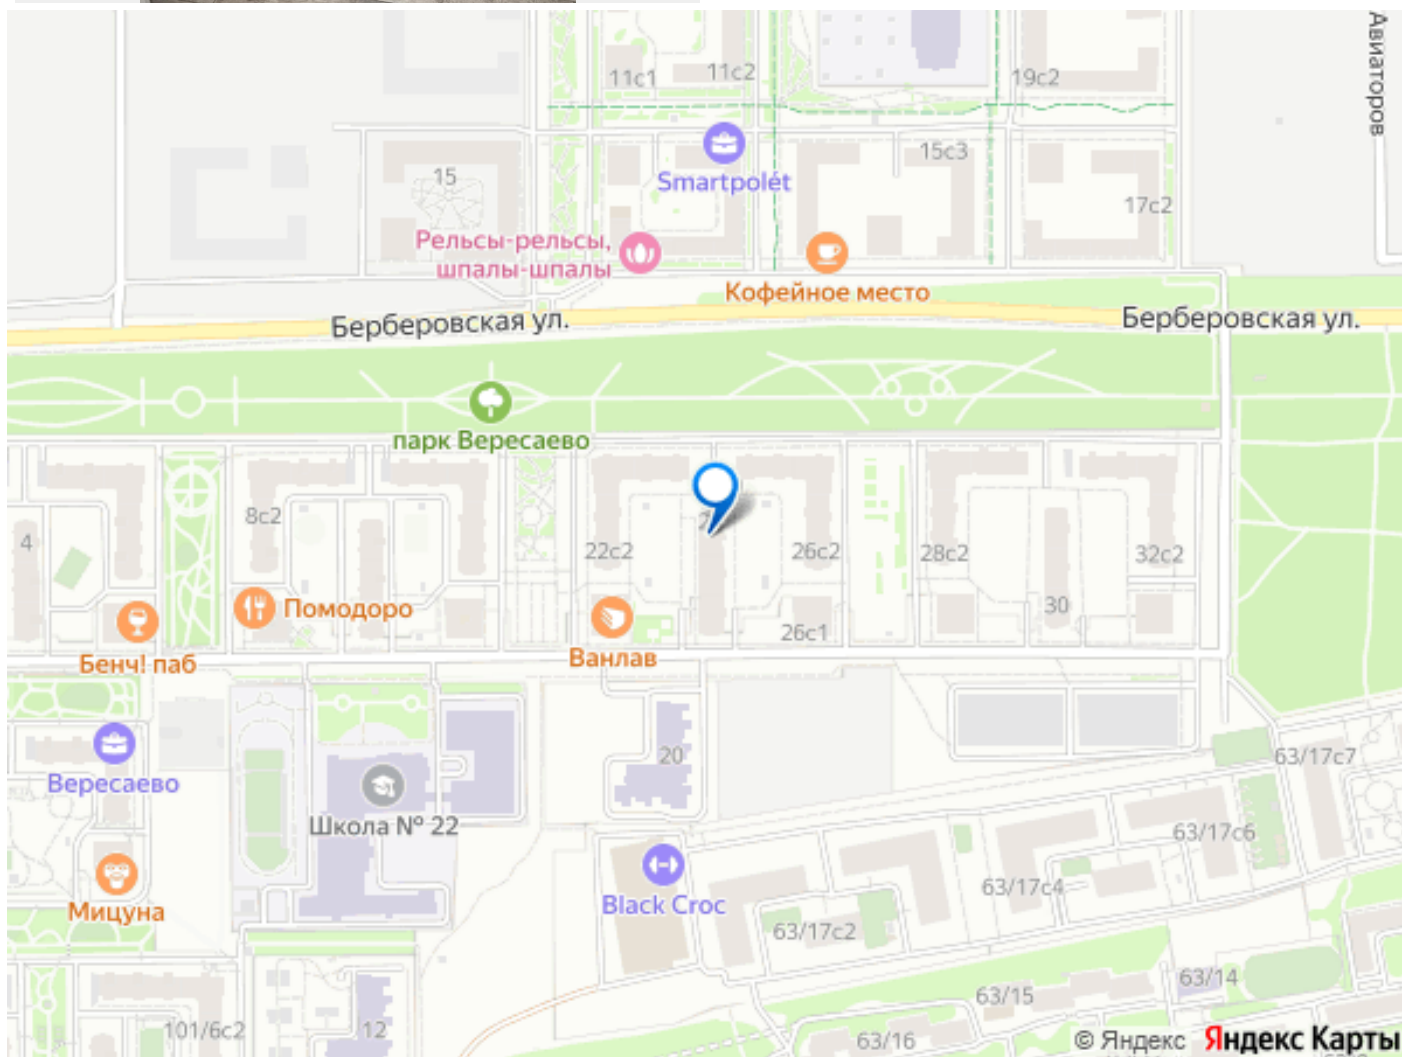 Авиаторов
11с1
11с2
19с2
15с3
15
Smartpolét
17с2
Рельсы-рельсы,
шпалы-шпалы
Кофейное место
Берберовская ул.
Берберовская ул.
парк Вересаево
8с2
4
22с2
26с2
28с2
32с2
Помодоро
30
26с1
Бенч! паб
Ванлав
20
63/17с7
Вересаево
Школа № 22
63/17с6
63/17с4
Мицуна
Black Croc
63/17с2
63/14
63/15
101/6с2
12
63/16
© Яндекс Яндекс Карты